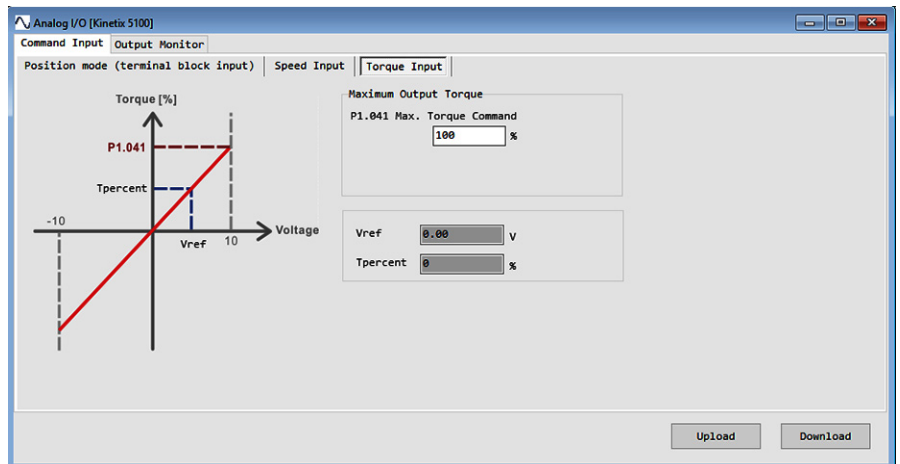 Analog I/O [Kinetix 5100]
Command Input Output Monitor
Position mode (terminal block input) Speed Input Torque Input
Torque [%]
P1.041
Tpercent
-10
Vref
10
Voltage
Maximum Output Torque
P1.041 Max. Torque Command
100 %
Vref 0.00 V
Tpercent 0 %
Upload Download